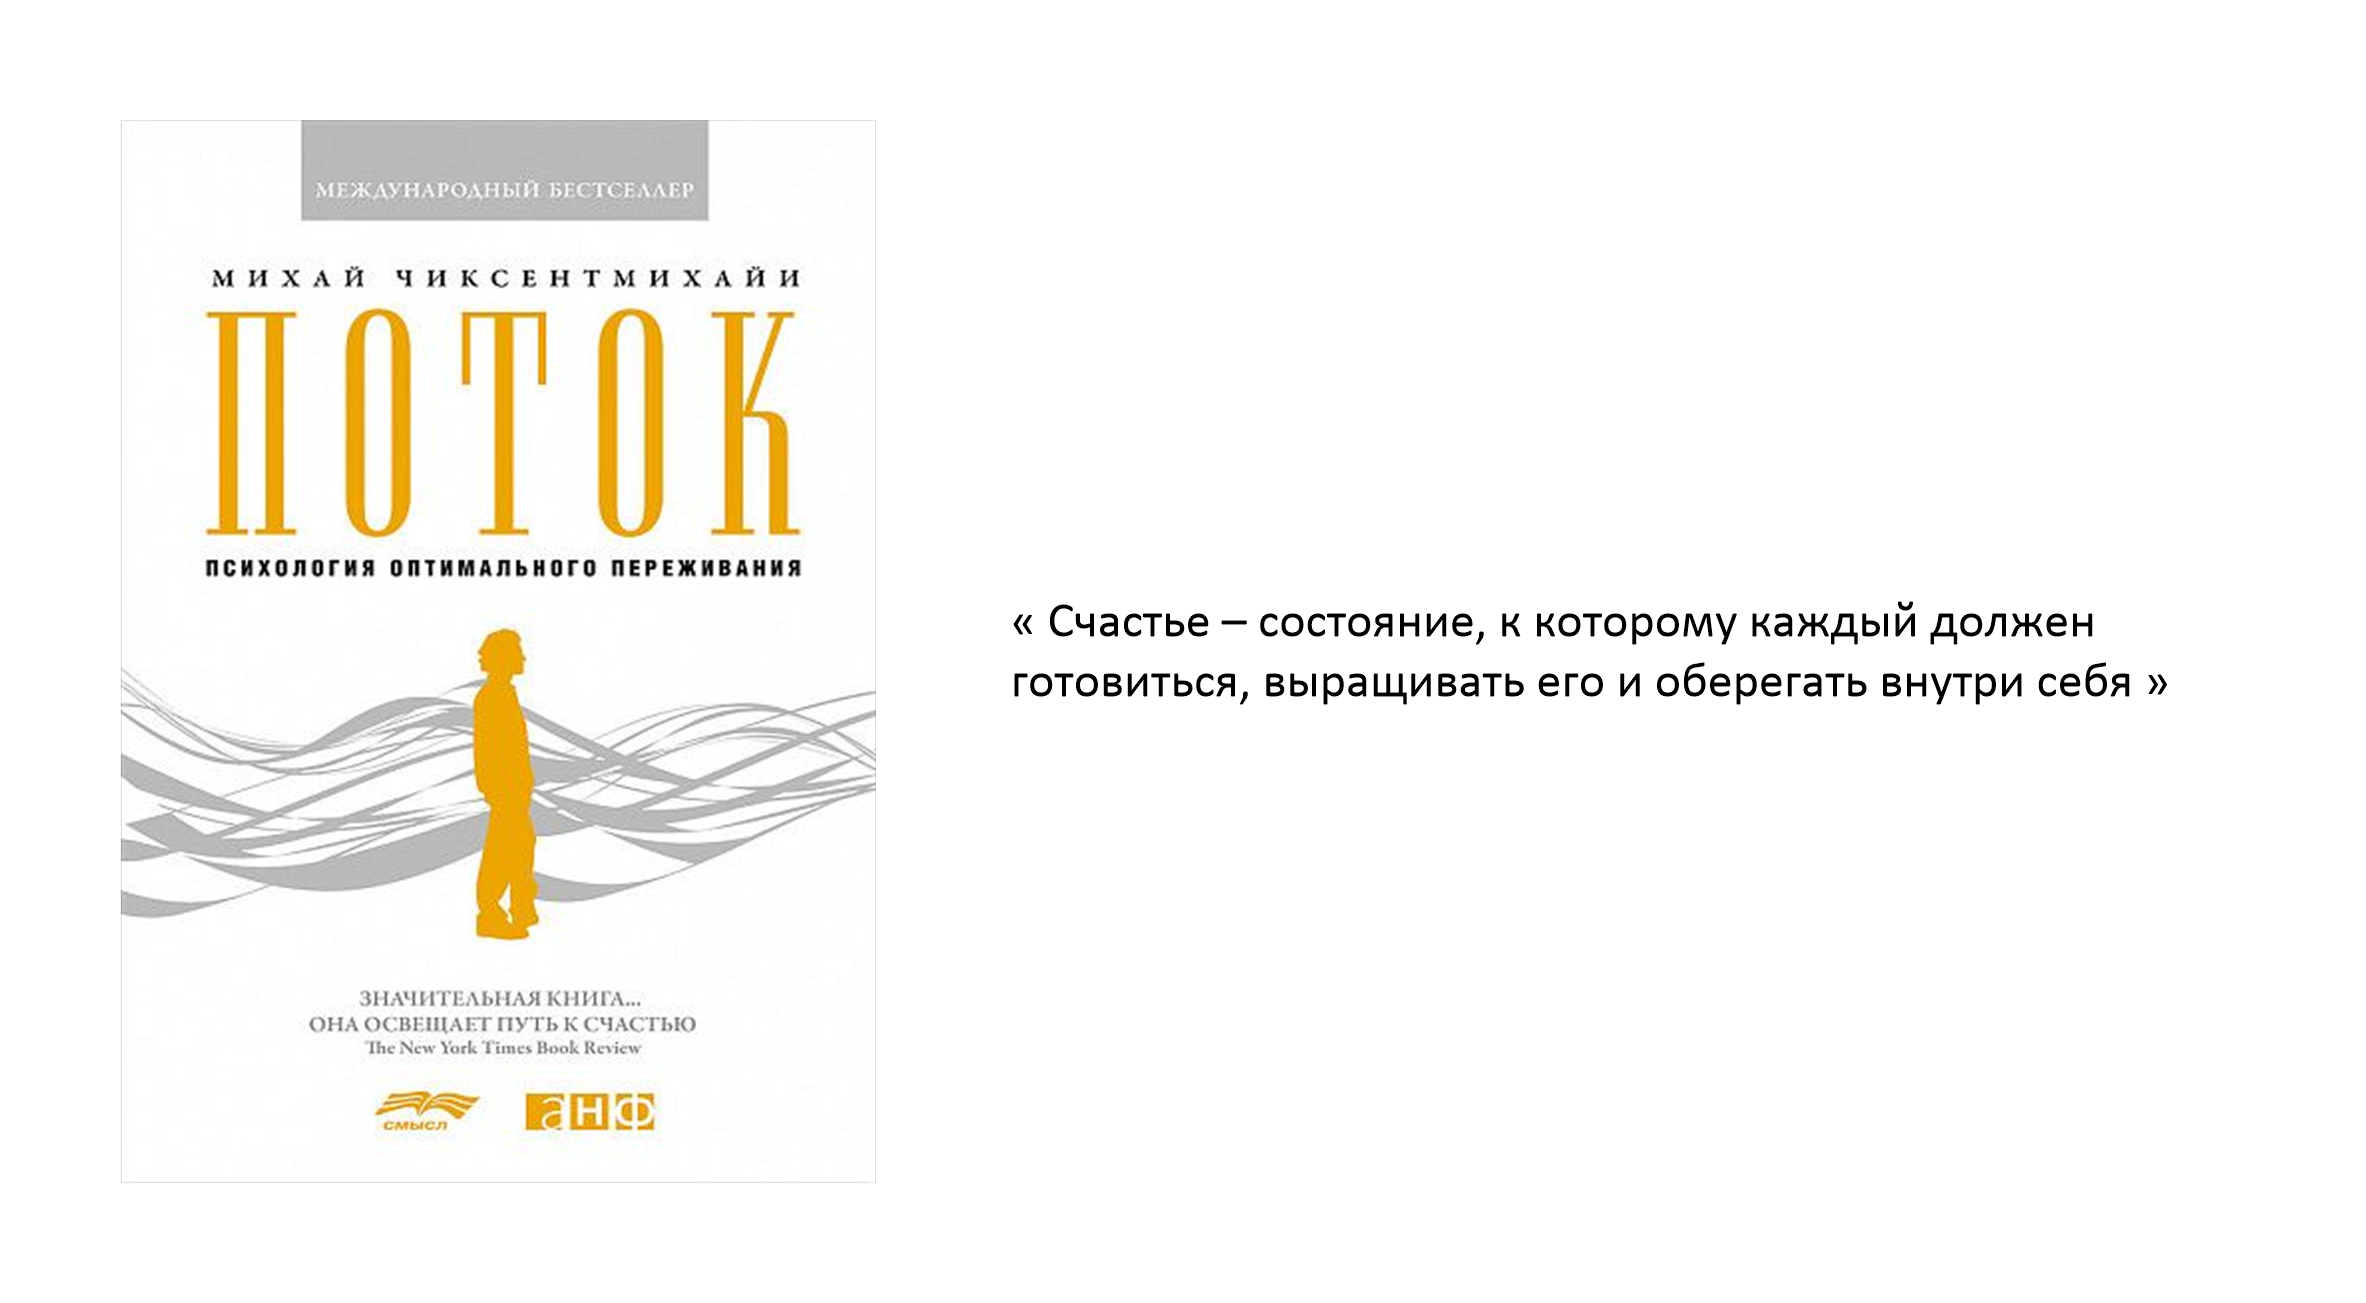 МЕЖДУНАРОДНЫЙ БЕСТСЕЛЛЕР
МИХАЙ ЧИКСЕНТМИХАЙИ
ПОТОК
ПСИХОЛОГИЯ ОПТИМАЛЬНОГО ПЕРЕЖИВАНИЯ
ЗНАЧИТЕЛЬНАЯ КНИГА...
ОНА ОСВЕЩАЕТ ПУТЬ К СЧАСТЬЮ
The New York Times Book Review
СМЫСЛ
анф
« Счастье – состояние, к которому каждый должен
готовиться, выращивать его и оберегать внутри себя »